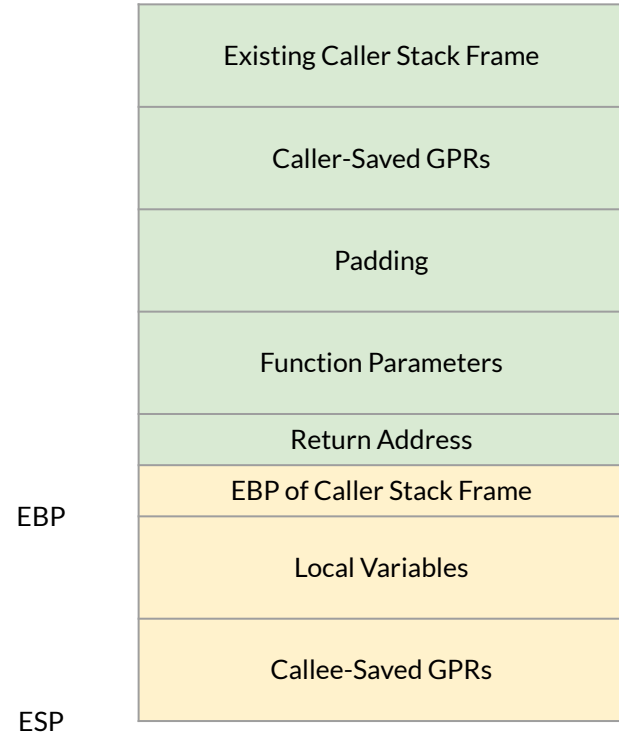 Existing Caller Stack Frame
Caller-Saved GPRs
Padding
Function Parameters
Return Address
EBP of Caller Stack Frame
EBP
Local Variables
Callee-Saved GPRs
ESP